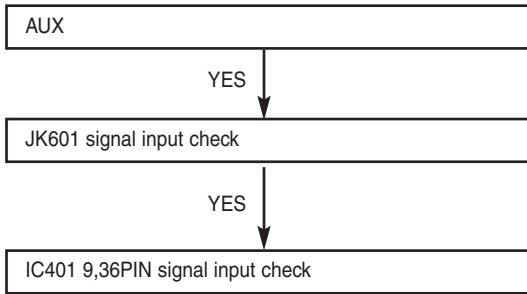 AUX
YES
JK601 signal input check
YES
IC401 9,36PIN signal input check